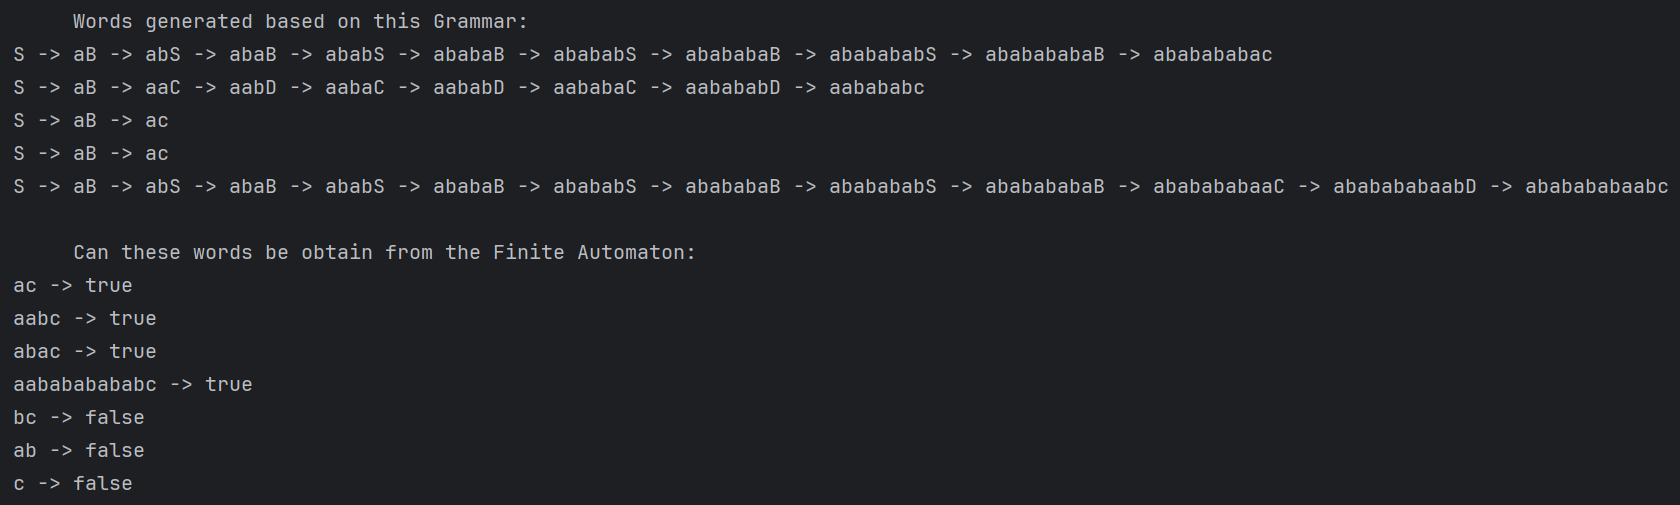 Words generated based on this Grammar:
S -> aB -> abS -> abaB -> ababS -> ababaB -> abababS -> abababaB -> ababababS -> ababababaB -> ababababac
S -> aB -> aaC -> aabD -> aabaC -> aababD -> aababaC -> aabababD -> aabababc
S -> aB -> ac
S -> aB -> ac
S -> aB -> abS -> abaB -> ababS -> ababaB -> abababS -> abababaB -> ababababS -> ababababaB -> ababababaaC -> ababababaabD -> ababababaabc
Can these words be obtain from the Finite Automaton:
ac -> true
aabc -> true
abac -> true
aabababababc -> true
bc -> false
ab -> false
c -> false